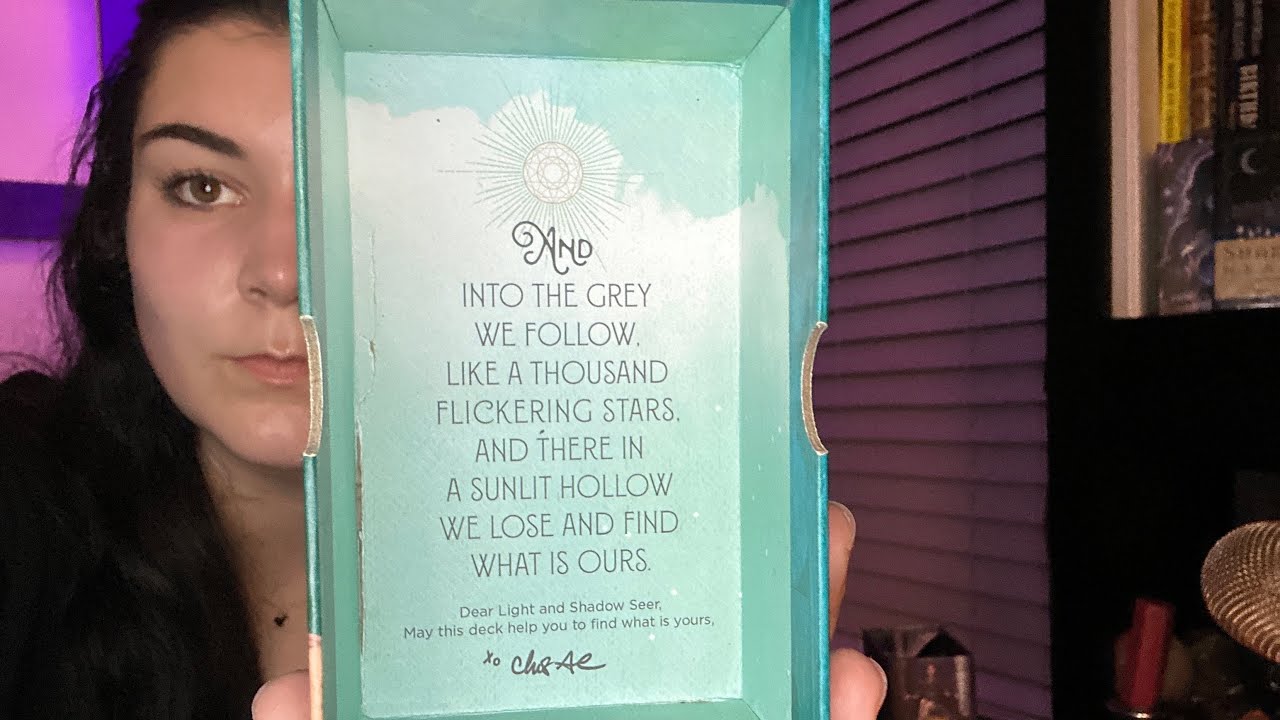 AND
INTO THE GREY
WE FOLLOW,
LIKE A THOUSAND
FLICKERING STARS,
AND THERE IN
A SUNLIT HOLLOW
WE LOSE AND FIND
WHAT IS OURS.
Dear Light and Shadow Seer,
May this deck help you to find what is yours,
xo